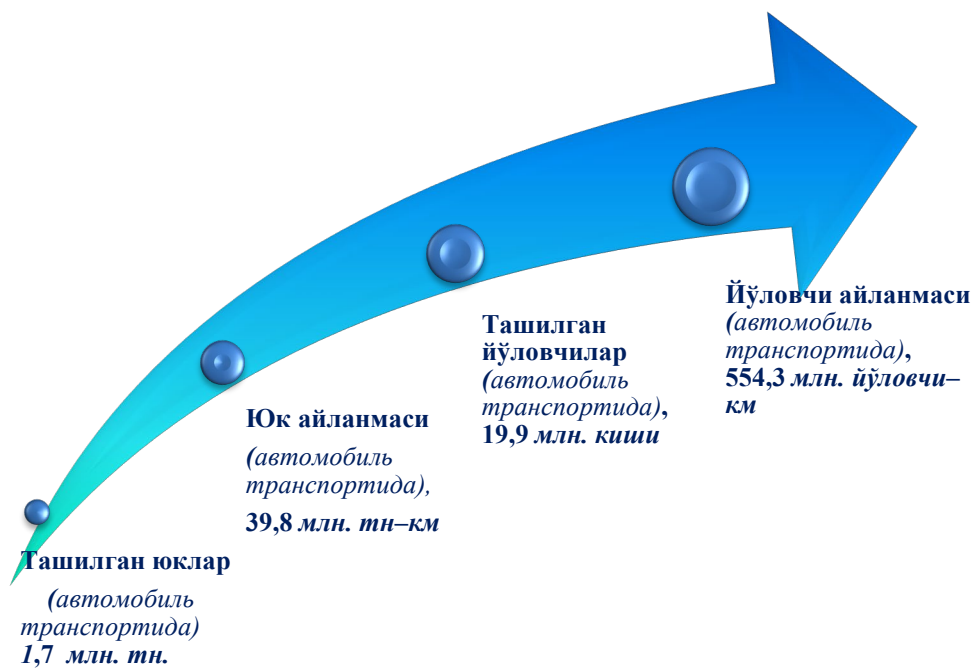 Ташилган юклар
(автомобиль
транспортида)
1,7 млн. тн.
Юк айланмаси
(автомобиль
транспортида),
39,8 млн. тн–км
Ташилган
йўловчилар
(автомобиль
транспортида),
19,9 млн. киши
Йўловчи айланмаси
(автомобиль
транспортида),
554,3 млн. йўловчи–
км